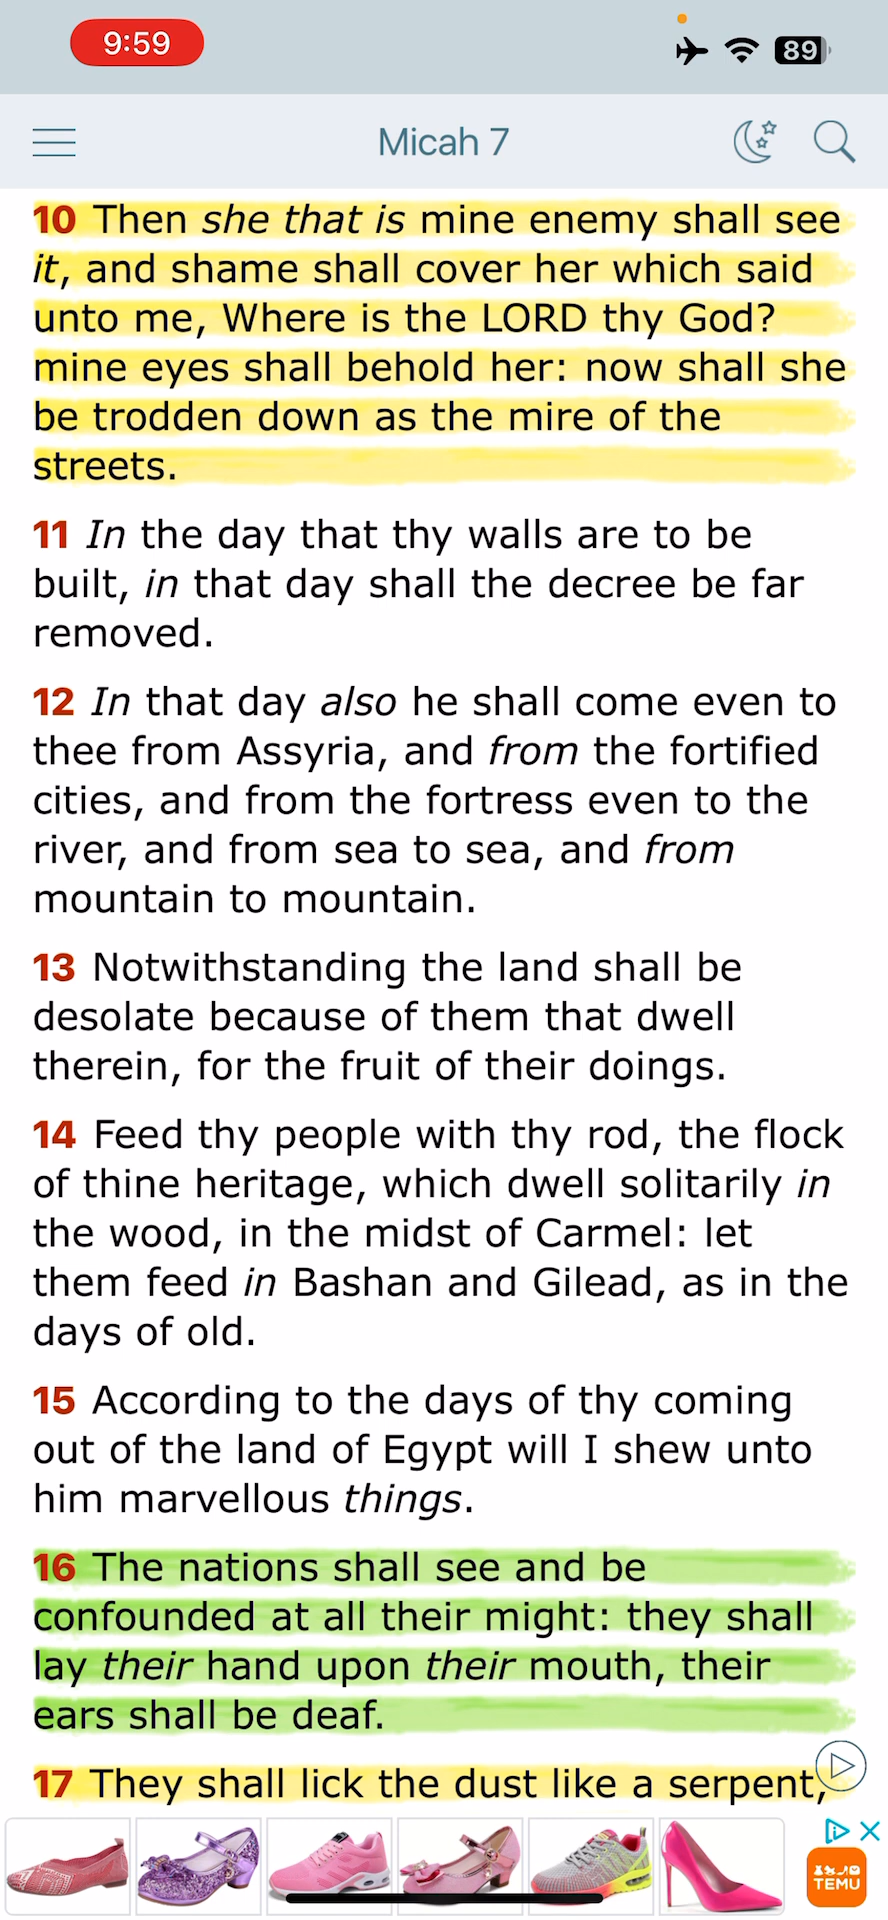 9:59
89
Micah 7
10 Then she that is mine enemy shall see
it, and shame shall cover her which said
unto me, Where is the LORD thy God?
mine eyes shall behold her: now shall she
be trodden down as the mire of the
streets.
11 In the day that thy walls are to be
built, in that day shall the decree be far
removed.
12 In that day also he shall come even to
thee from Assyria, and from the fortified
cities, and from the fortress even to the
river, and from sea to sea, and from
mountain to mountain.
13 Notwithstanding the land shall be
desolate because of them that dwell
therein, for the fruit of their doings.
14 Feed thy people with thy rod, the flock
of thine heritage, which dwell solitarily in
the wood, in the midst of Carmel: let
them feed in Bashan and Gilead, as in the
days of old.
15 According to the days of thy coming
out of the land of Egypt will I shew unto
him marvellous things.
16 The nations shall see and be
confounded at all their might: they shall
lay their hand upon their mouth, their
ears shall be deaf.
17 They shall lick the dust like a serpent,
TEMU